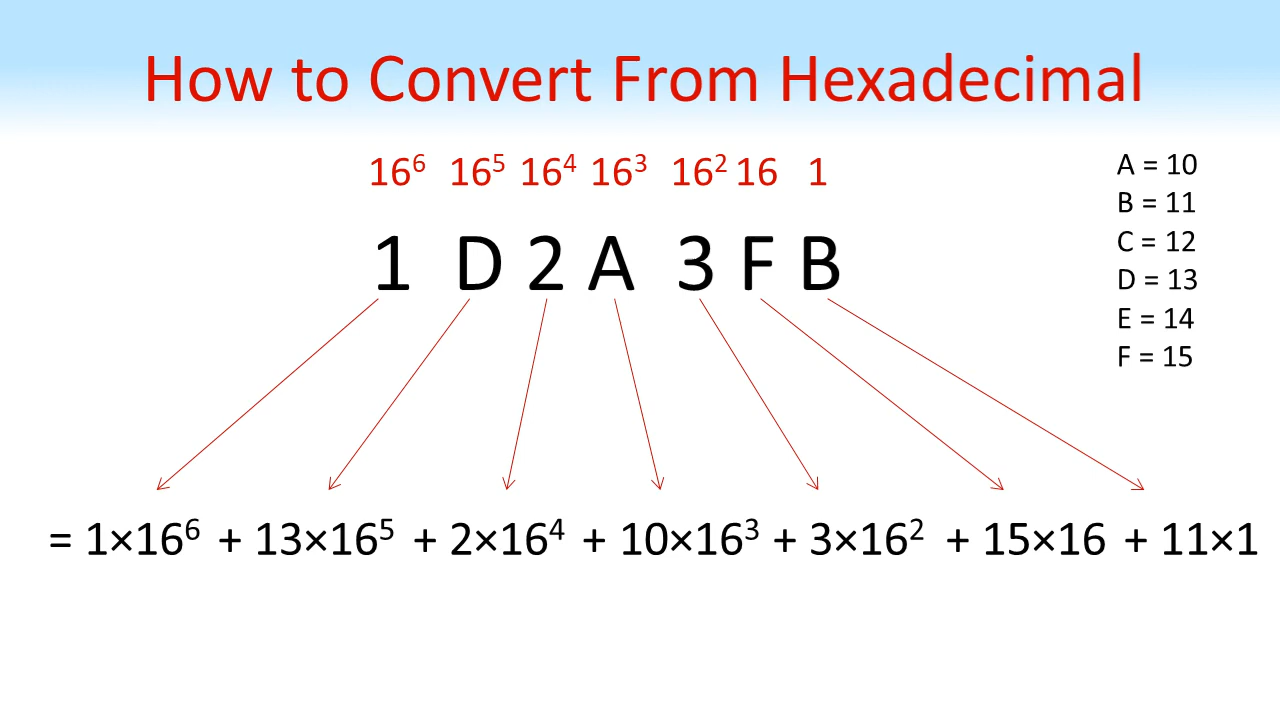 How to Convert From Hexadecimal
16⁶ 16⁵ 16⁴ 16³ 16² 16 1
1 D 2 A 3 F B
A = 10
B = 11
C = 12
D = 13
E = 14
F = 15
= 1×16⁶ + 13×16⁵ + 2×16⁴ + 10×16³ + 3×16² + 15×16 + 11×1